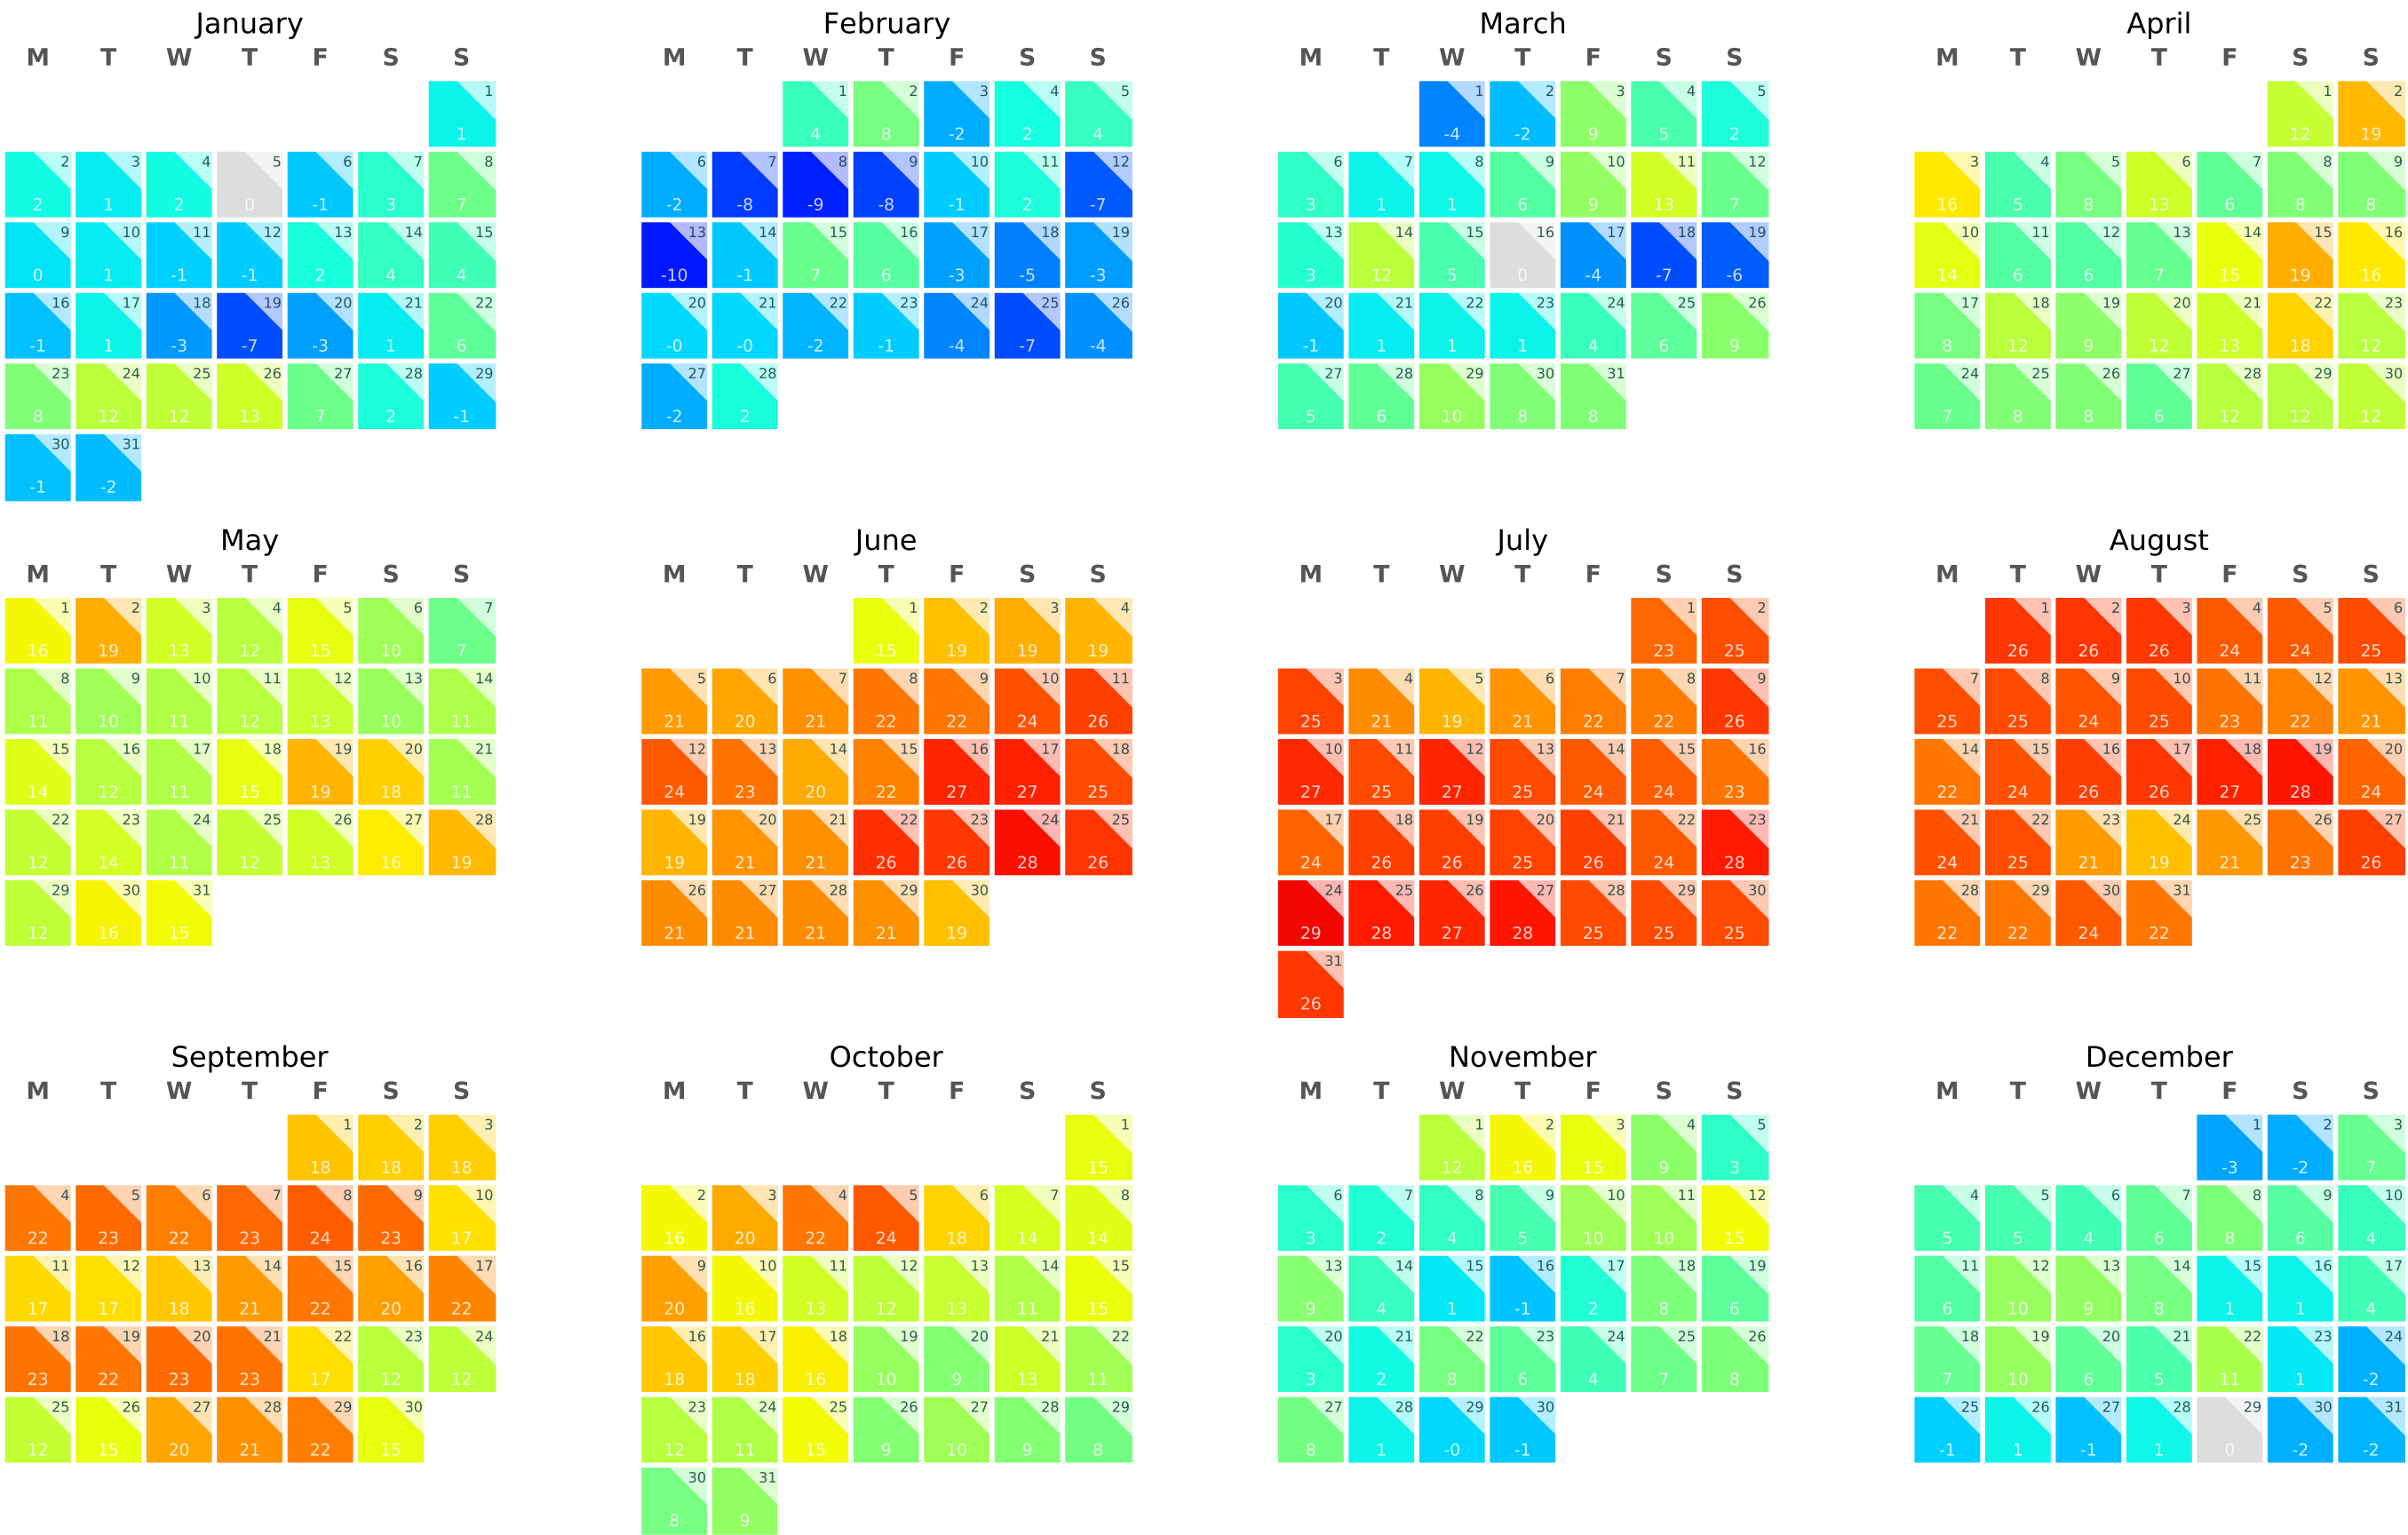 January
M T W T F S S
1
1
2 3 4 5 6 7 8
2 1 2 0 -1 3 7
9 10 11 12 13 14 15
0 1 -1 -1 2 4 4
16 17 18 19 20 21 22
-1 1 -3 -7 -3 1 6
23 24 25 26 27 28 29
8 12 12 13 7 2 -1
30 31
-1 -2
February
M T W T F S S
1 2 3 4 5
4 8 -2 2 4
6 7 8 9 10 11 12
-2 -8 -9 -8 -1 2 -7
13 14 15 16 17 18 19
-10 -1 7 6 -3 -5 -3
20 21 22 23 24 25 26
-0 -0 -2 -1 -4 -7 -4
27 28
-2 2
March
M T W T F S S
1 2 3 4 5
-4 -2 9 5 2
6 7 8 9 10 11 12
3 1 1 6 9 13 7
13 14 15 16 17 18 19
3 12 5 0 -4 -7 -6
20 21 22 23 24 25 26
-1 1 1 1 4 6 9
27 28 29 30 31
5 6 10 8 8
April
M T W T F S S
1 2
12 19
3 4 5 6 7 8 9
16 5 8 13 6 8 8
10 11 12 13 14 15 16
14 6 6 7 15 19 16
17 18 19 20 21 22 23
8 12 9 12 13 18 12
24 25 26 27 28 29 30
7 8 8 6 12 12 12
May
M T W T F S S
1 2 3 4 5 6 7
16 19 13 12 15 10 7
8 9 10 11 12 13 14
11 10 11 12 13 10 11
15 16 17 18 19 20 21
14 12 11 15 19 18 11
22 23 24 25 26 27 28
12 14 11 12 13 16 19
29 30 31
12 16 15
June
M T W T F S S
1 2 3 4
15 19 19 19
5 6 7 8 9 10 11
21 20 21 22 22 24 26
12 13 14 15 16 17 18
24 23 20 22 27 27 25
19 20 21 22 23 24 25
19 21 21 26 26 28 26
26 27 28 29 30
21 21 21 21 19
July
M T W T F S S
1 2
23 25
3 4 5 6 7 8 9
25 21 19 21 22 22 26
10 11 12 13 14 15 16
27 25 27 25 24 24 23
17 18 19 20 21 22 23
24 26 26 25 26 24 28
24 25 26 27 28 29 30
29 28 27 28 25 25 25
31
26
August
M T W T F S S
1 2 3 4 5 6
26 26 26 24 24 25
7 8 9 10 11 12 13
25 25 24 25 23 22 21
14 15 16 17 18 19 20
22 24 26 26 27 28 24
21 22 23 24 25 26 27
24 25 21 19 21 23 26
28 29 30 31
22 22 24 22
September
M T W T F S S
1 2 3
18 18 18
4 5 6 7 8 9 10
22 23 22 23 24 23 17
11 12 13 14 15 16 17
17 17 18 21 22 20 22
18 19 20 21 22 23 24
23 22 23 23 17 12 12
25 26 27 28 29 30
12 15 20 21 22 15
October
M T W T F S S
1
15
2 3 4 5 6 7 8
16 20 22 24 18 14 14
9 10 11 12 13 14 15
20 16 13 12 13 11 15
16 17 18 19 20 21 22
18 18 16 10 9 13 11
23 24 25 26 27 28 29
12 11 15 9 10 9 8
30 31
8 9
November
M T W T F S S
1 2 3 4 5
12 16 15 9 3
6 7 8 9 10 11 12
3 2 4 5 10 10 15
13 14 15 16 17 18 19
9 4 1 -1 2 8 6
20 21 22 23 24 25 26
3 2 8 6 4 7 8
27 28 29 30
8 1 -0 -1
December
M T W T F S S
1 2 3
-3 -2 7
4 5 6 7 8 9 10
5 5 4 6 8 6 4
11 12 13 14 15 16 17
6 10 9 8 1 1 4
18 19 20 21 22 23 24
7 10 6 5 11 1 -2
25 26 27 28 29 30 31
-1 1 -1 1 0 -2 -2